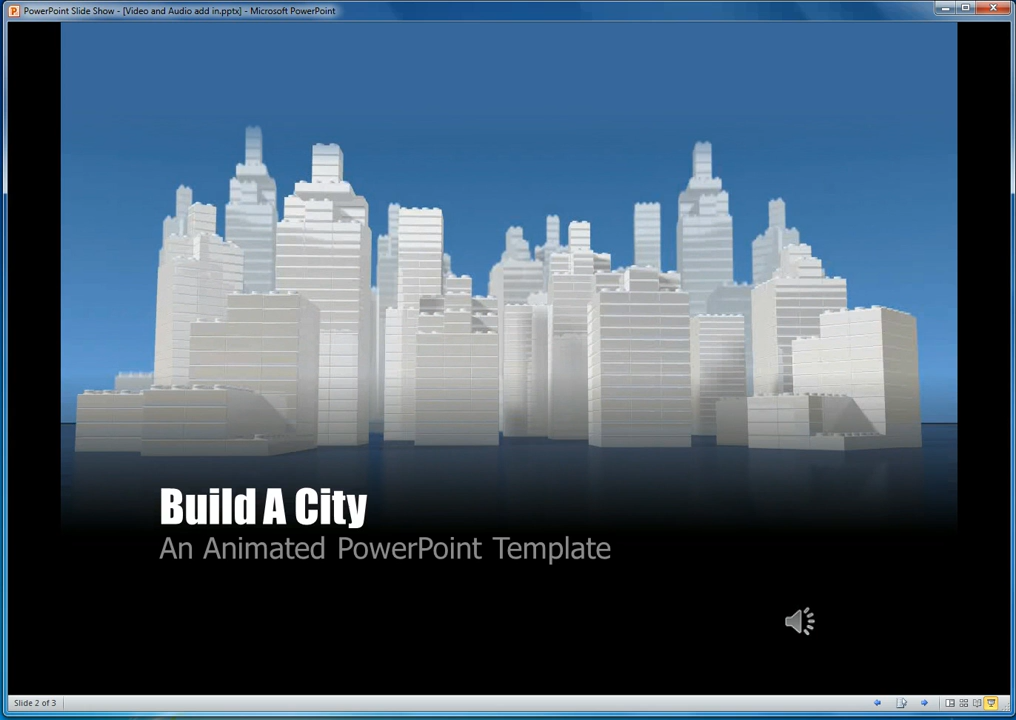 PowerPoint Slide Show - [Video and Audio add in.pptx] - Microsoft PowerPoint
Build A City
An Animated PowerPoint Template
Slide 2 of 3